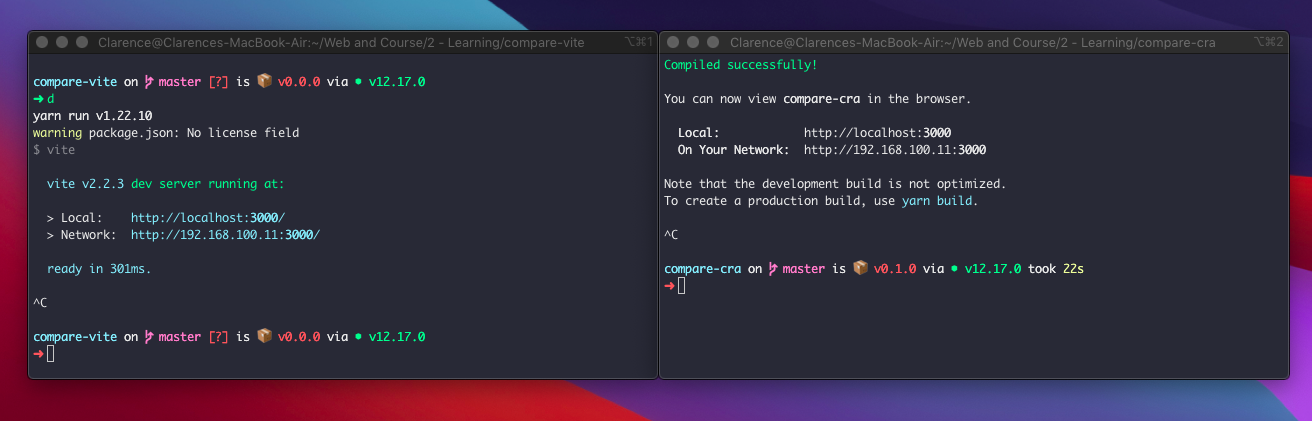 Clarence@Clarences-MacBook-Air:~/Web and Course/2 - Learning/compare-vite ⌥⌘1
compare-vite on master [?] is 📦 v0.0.0 via ● v12.17.0
➜ d
yarn run v1.22.10
warning package.json: No license field
$ vite
vite v2.2.3 dev server running at:
> Local: http://localhost:3000/
> Network: http://192.168.100.11:3000/
ready in 301ms.
^C
compare-vite on master [?] is 📦 v0.0.0 via ● v12.17.0
➜
Clarence@Clarences-MacBook-Air:~/Web and Course/2 - Learning/compare-cra ⌥⌘2
Compiled successfully!
You can now view compare-cra in the browser.
Local: http://localhost:3000
On Your Network: http://192.168.100.11:3000
Note that the development build is not optimized.
To create a production build, use yarn build.
^C
compare-cra on master is 📦 v0.1.0 via ● v12.17.0 took 22s
➜